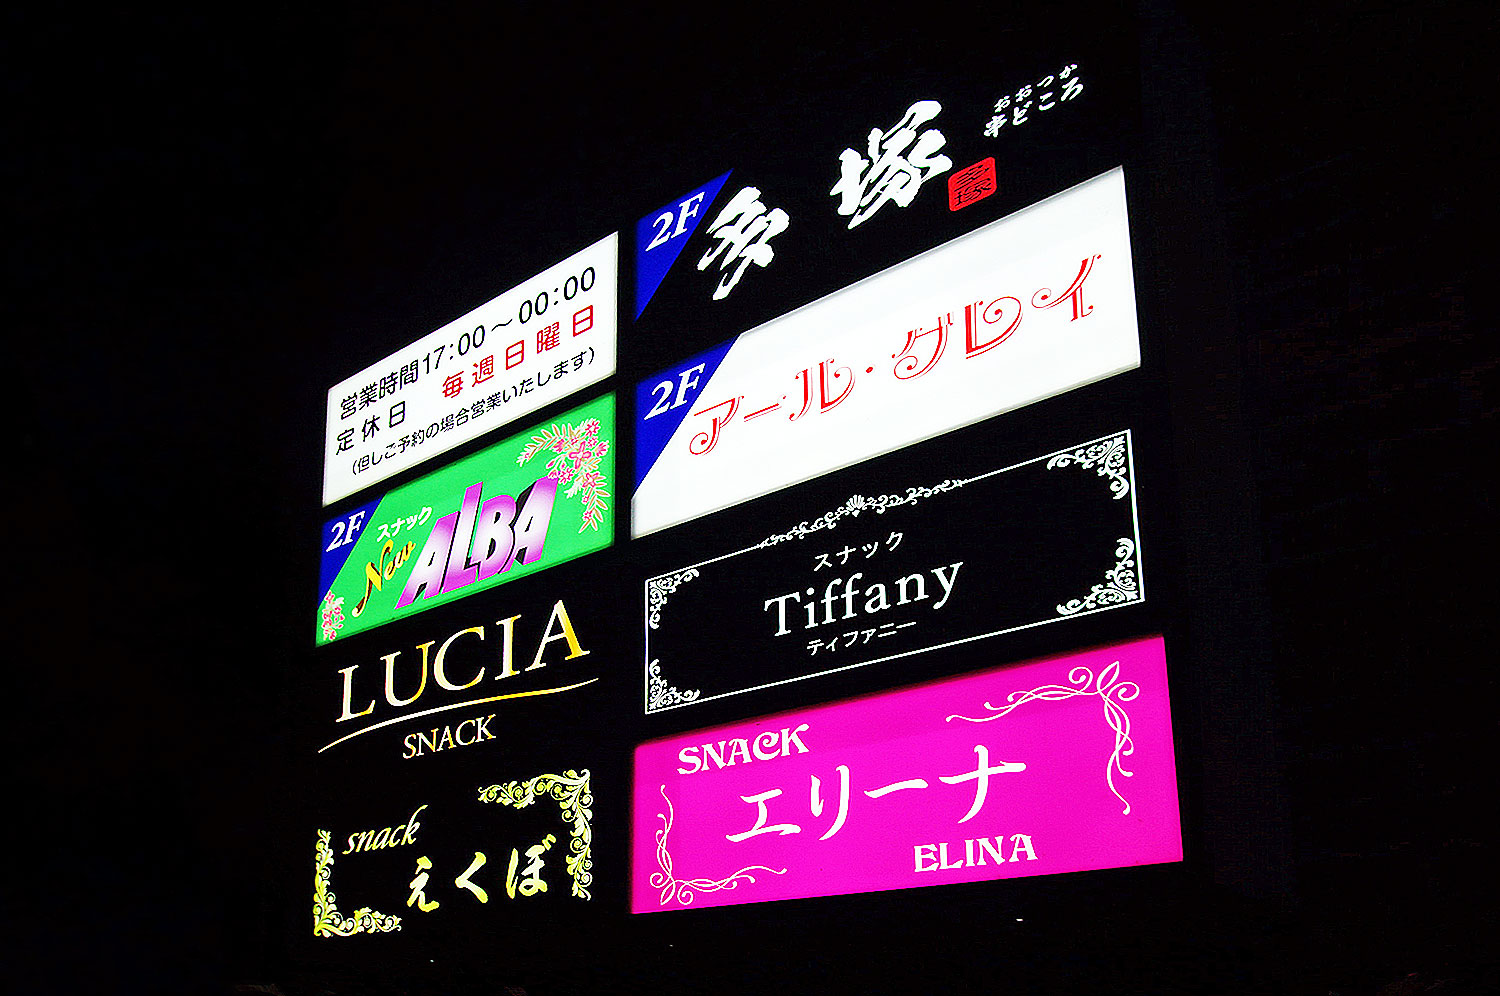 営業時間17:00～00:00
定休日 毎週日曜日
(但しご予約の場合営業いたします)
2F
スナック
New ALBA
LUCIA
SNACK
snack
えくぼ
2F
多塚
おおつか
串どころ
2F
アール・グレイ
スナック
Tiffany
ティファニー
SNACK
エリーナ
ELINA